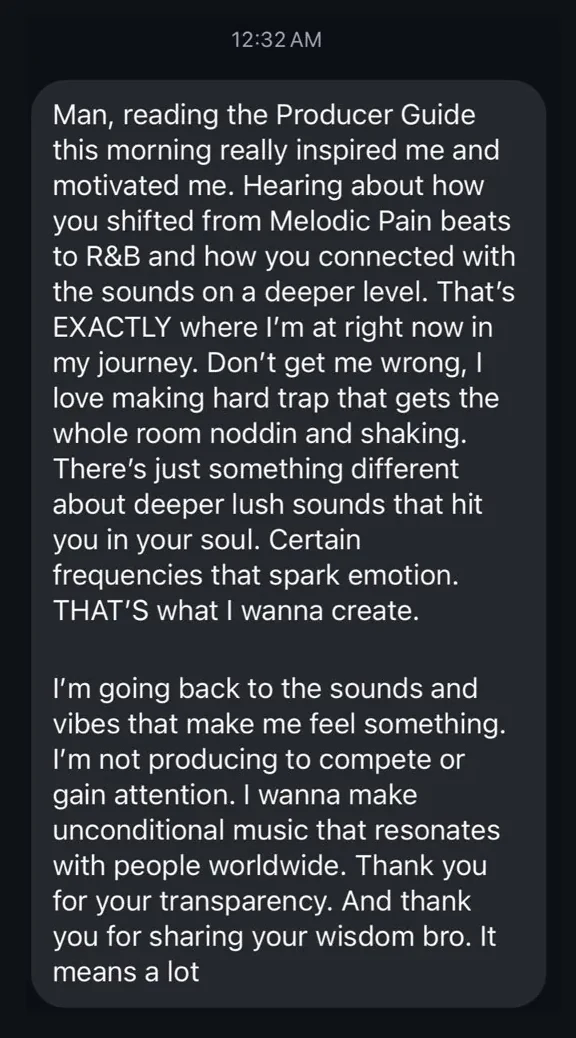 12:32 AM
Man, reading the Producer Guide
this morning really inspired me and
motivated me. Hearing about how
you shifted from Melodic Pain beats
to R&B and how you connected with
the sounds on a deeper level. That’s
EXACTLY where I’m at right now in
my journey. Don’t get me wrong, I
love making hard trap that gets the
whole room noddin and shaking.
There’s just something different
about deeper lush sounds that hit
you in your soul. Certain
frequencies that spark emotion.
THAT’S what I wanna create.
I’m going back to the sounds and
vibes that make me feel something.
I’m not producing to compete or
gain attention. I wanna make
unconditional music that resonates
with people worldwide. Thank you
for your transparency. And thank
you for sharing your wisdom bro. It
means a lot